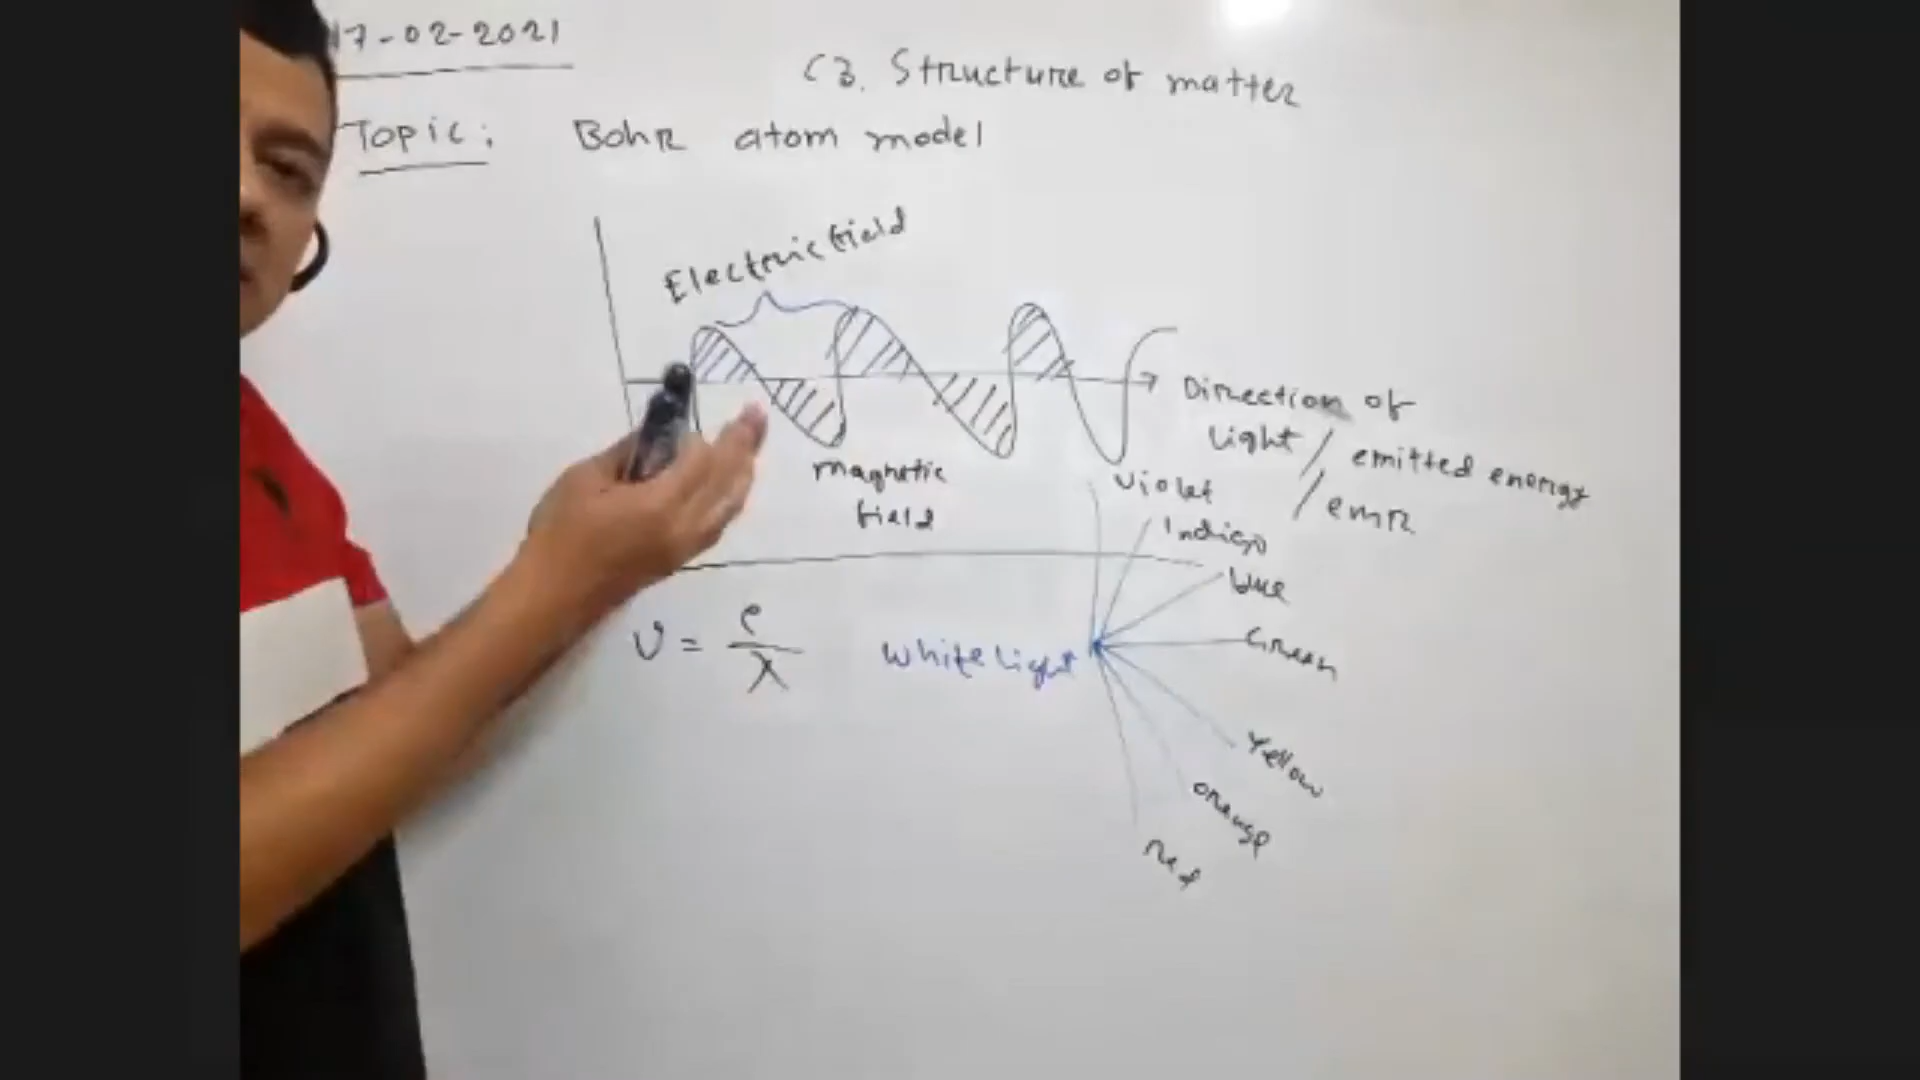 17-02-2021
C3. Structure of matter
Topic: Bohr atom model
Electric field
Direction of
light / emitted energy
/ emr
magnetic
field
Violet
Indigo
blue
Green
Yellow
orange
Red
White light
ν = c/λ